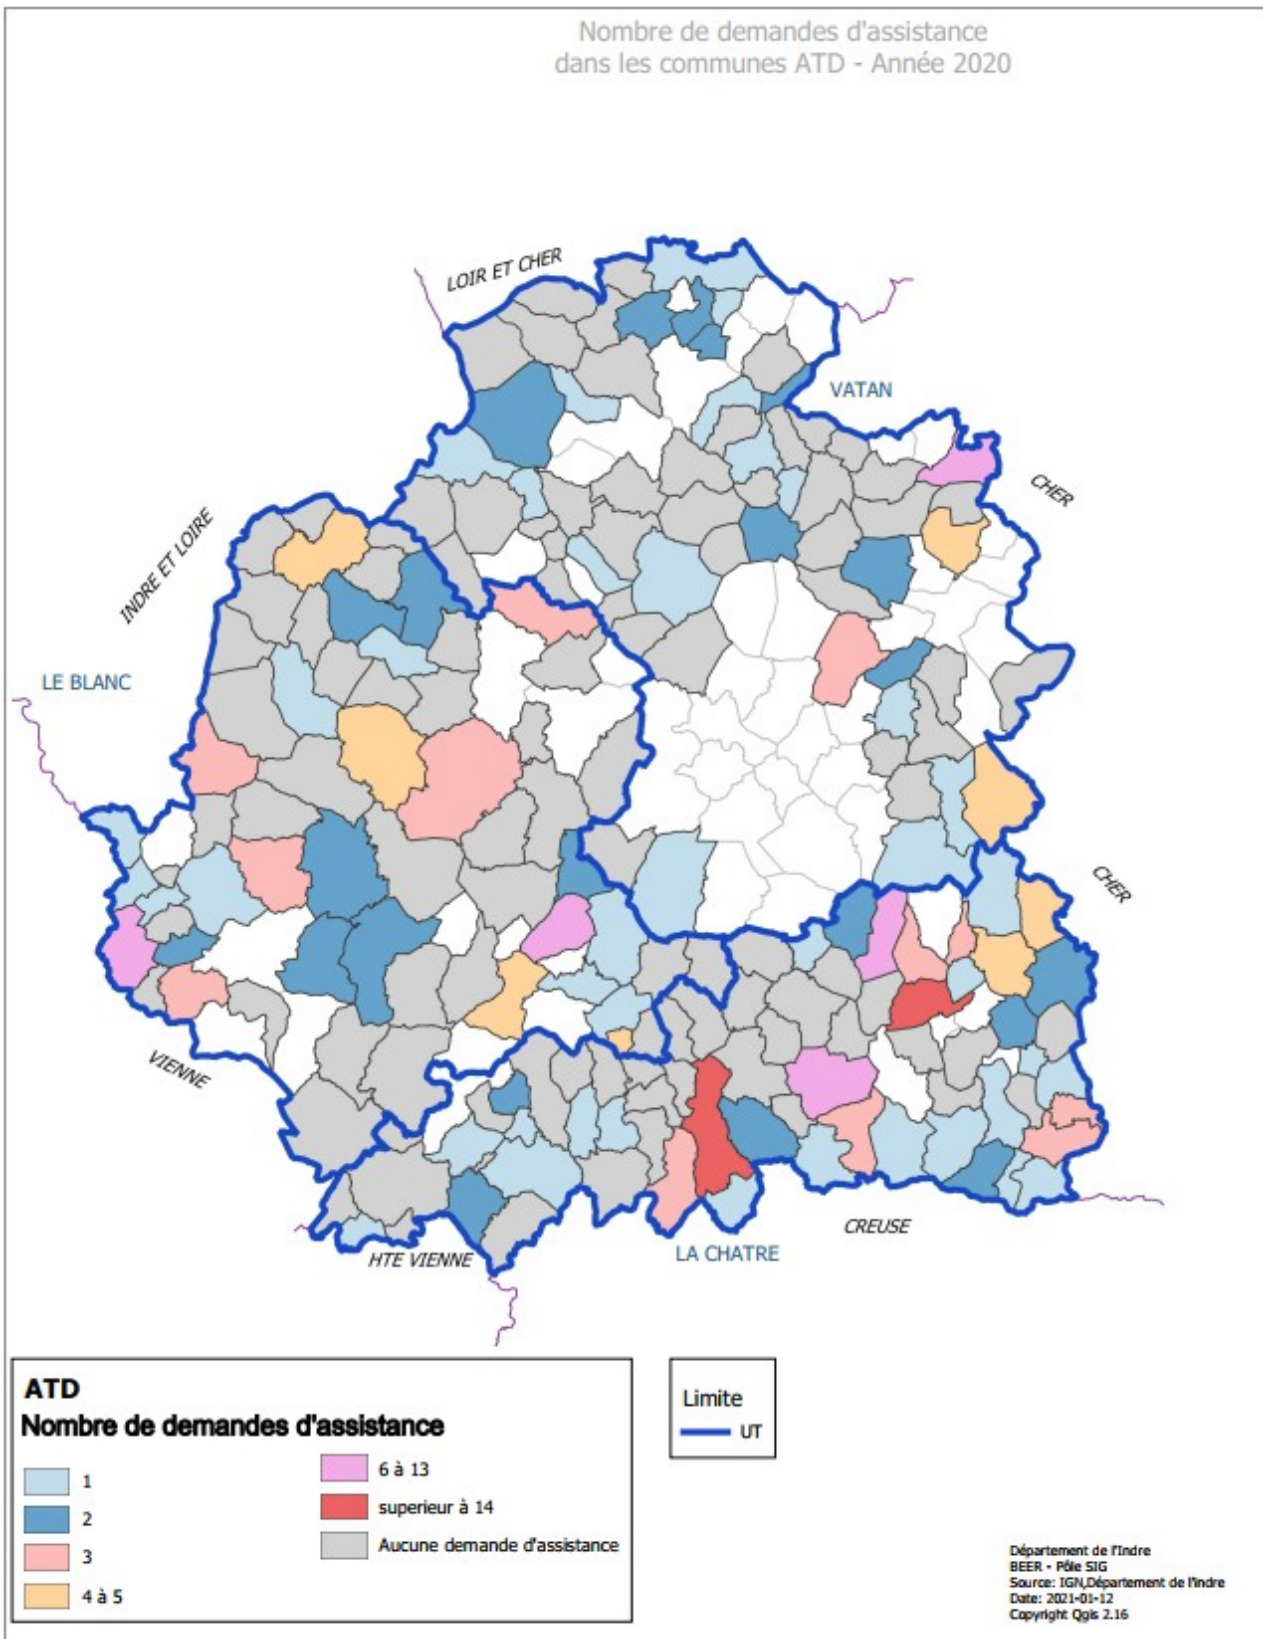 Nombre de demandes d'assistance
dans les communes ATD - Année 2020
LOIR ET CHER
VATAN
CHER
INDRE ET LOIRE
LE BLANC
CHER
VIENNE
CREUSE
LA CHATRE
HTE VIENNE
ATD
Nombre de demandes d'assistance
1
2
3
4 à 5
6 à 13
superieur à 14
Aucune demande d'assistance
Limite
UT
Département de l'Indre
BEER - Pôle SIG
Source: IGN,Département de l'indre
Date: 2021-01-12
Copyright Qgis 2.16